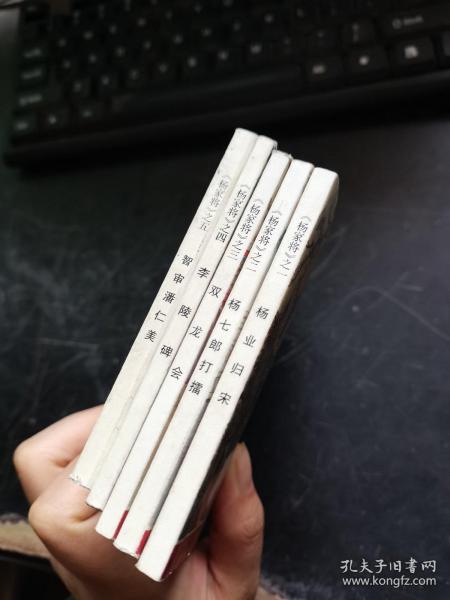 《杨家将》之五 智审潘仁美
《杨家将》之四 李陵碑
《杨家将》之三 双龙会
《杨家将》之二 杨七郎打擂
《杨家将》之一 杨业归宋
孔夫子旧书网
www.kongfz.com